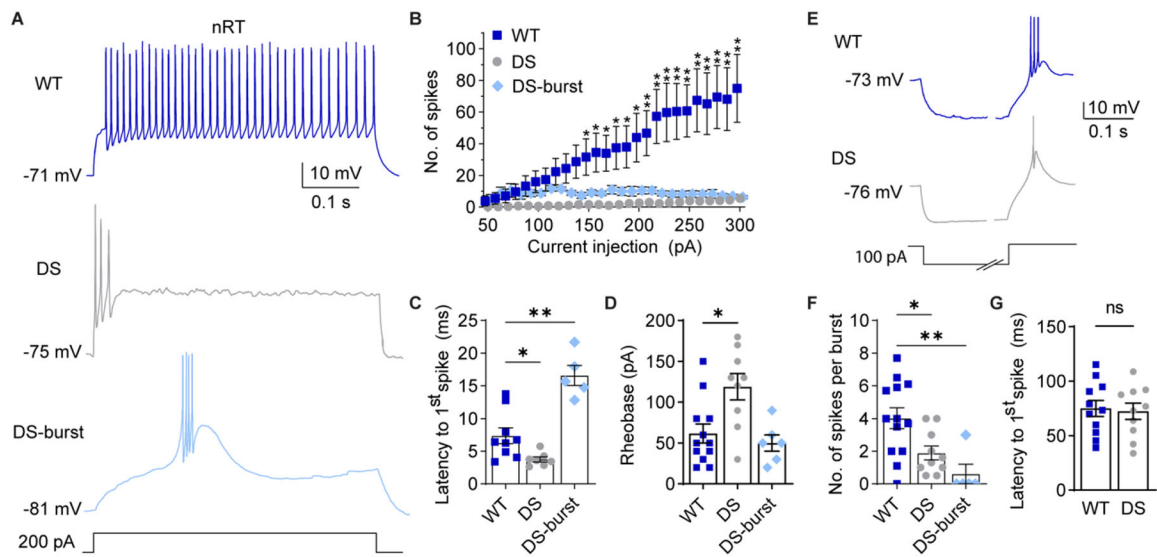 A
nRT
WT
-71 mV
10 mV
0.1 s
DS
-75 mV
DS-burst
-81 mV
200 pA
B
No. of spikes
100
80
60
40
20
0
WT
DS
DS-burst
* * * * * ** ** ** ** ** ** ** ** ** **
50 100 150 200 250 300
Current injection (pA)
C
Latency to 1st spike (ms)
25
20
15
10
5
0
**
*
WT DS DS-burst
D
Rheobase (pA)
200
150
100
50
0
*
WT DS DS-burst
E
WT
-73 mV
10 mV
0.1 s
DS
-76 mV
100 pA
F
No. of spikes per burst
10
8
6
4
2
0
*
**
WT DS DS-burst
G
Latency to 1st spike (ms)
150
100
50
0
ns
WT DS